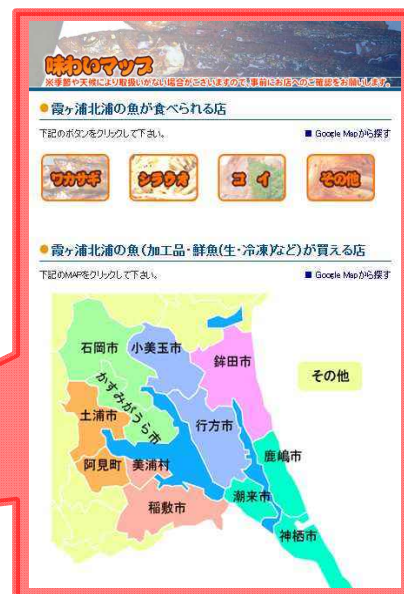 味わいマップ
※季節や天候により取扱いがない場合がございますので、事前にお店へのご確認をお願いします。
●霞ヶ浦北浦の魚が食べられる店
下記のボタンをクリックして下さい。
■ Google Mapから探す
ワカサギ
シラウオ
コイ
その他
●霞ヶ浦北浦の魚(加工品・鮮魚(生・冷凍)など)が買える店
下記のMAPをクリックして下さい。
■ Google Mapから探す
石岡市
小美玉市
鉾田市
その他
かすみがうら市
土浦市
行方市
阿見町
美浦村
鹿嶋市
潮来市
稲敷市
神栖市